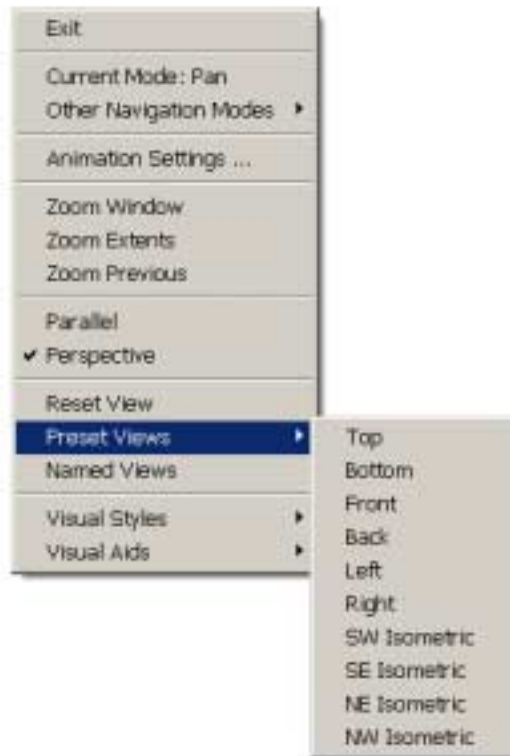 Exit
Current Mode: Pan
Other Navigation Modes
Animation Settings ...
Zoom Window
Zoom Extents
Zoom Previous
Parallel
Perspective
Reset View
Preset Views
Named Views
Visual Styles
Visual Aids
Top
Bottom
Front
Back
Left
Right
SW Isometric
SE Isometric
NE Isometric
NW Isometric